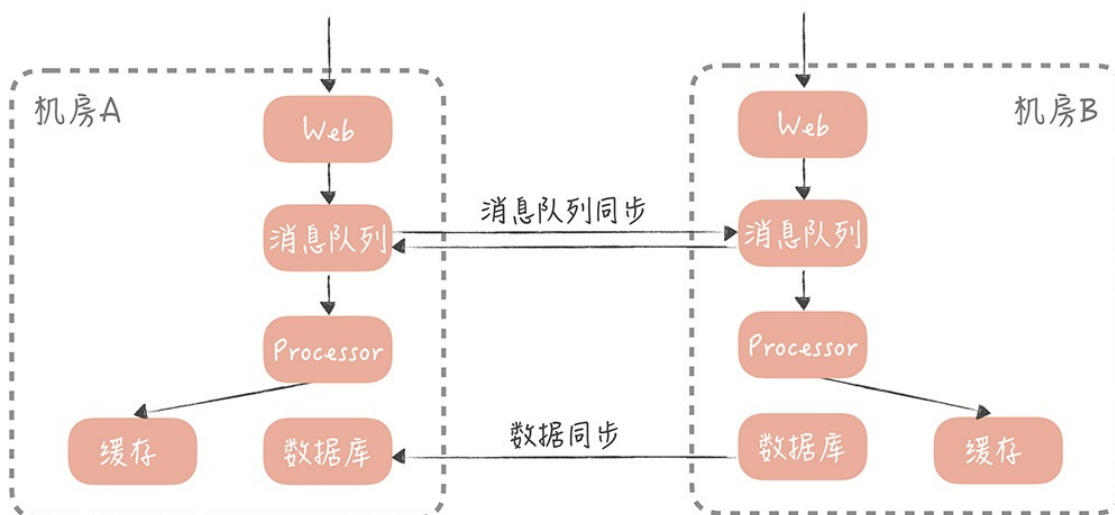 机房A
Web
消息队列
Processor
缓存
数据库
消息队列同步
数据同步
机房B
Web
消息队列
Processor
数据库
缓存